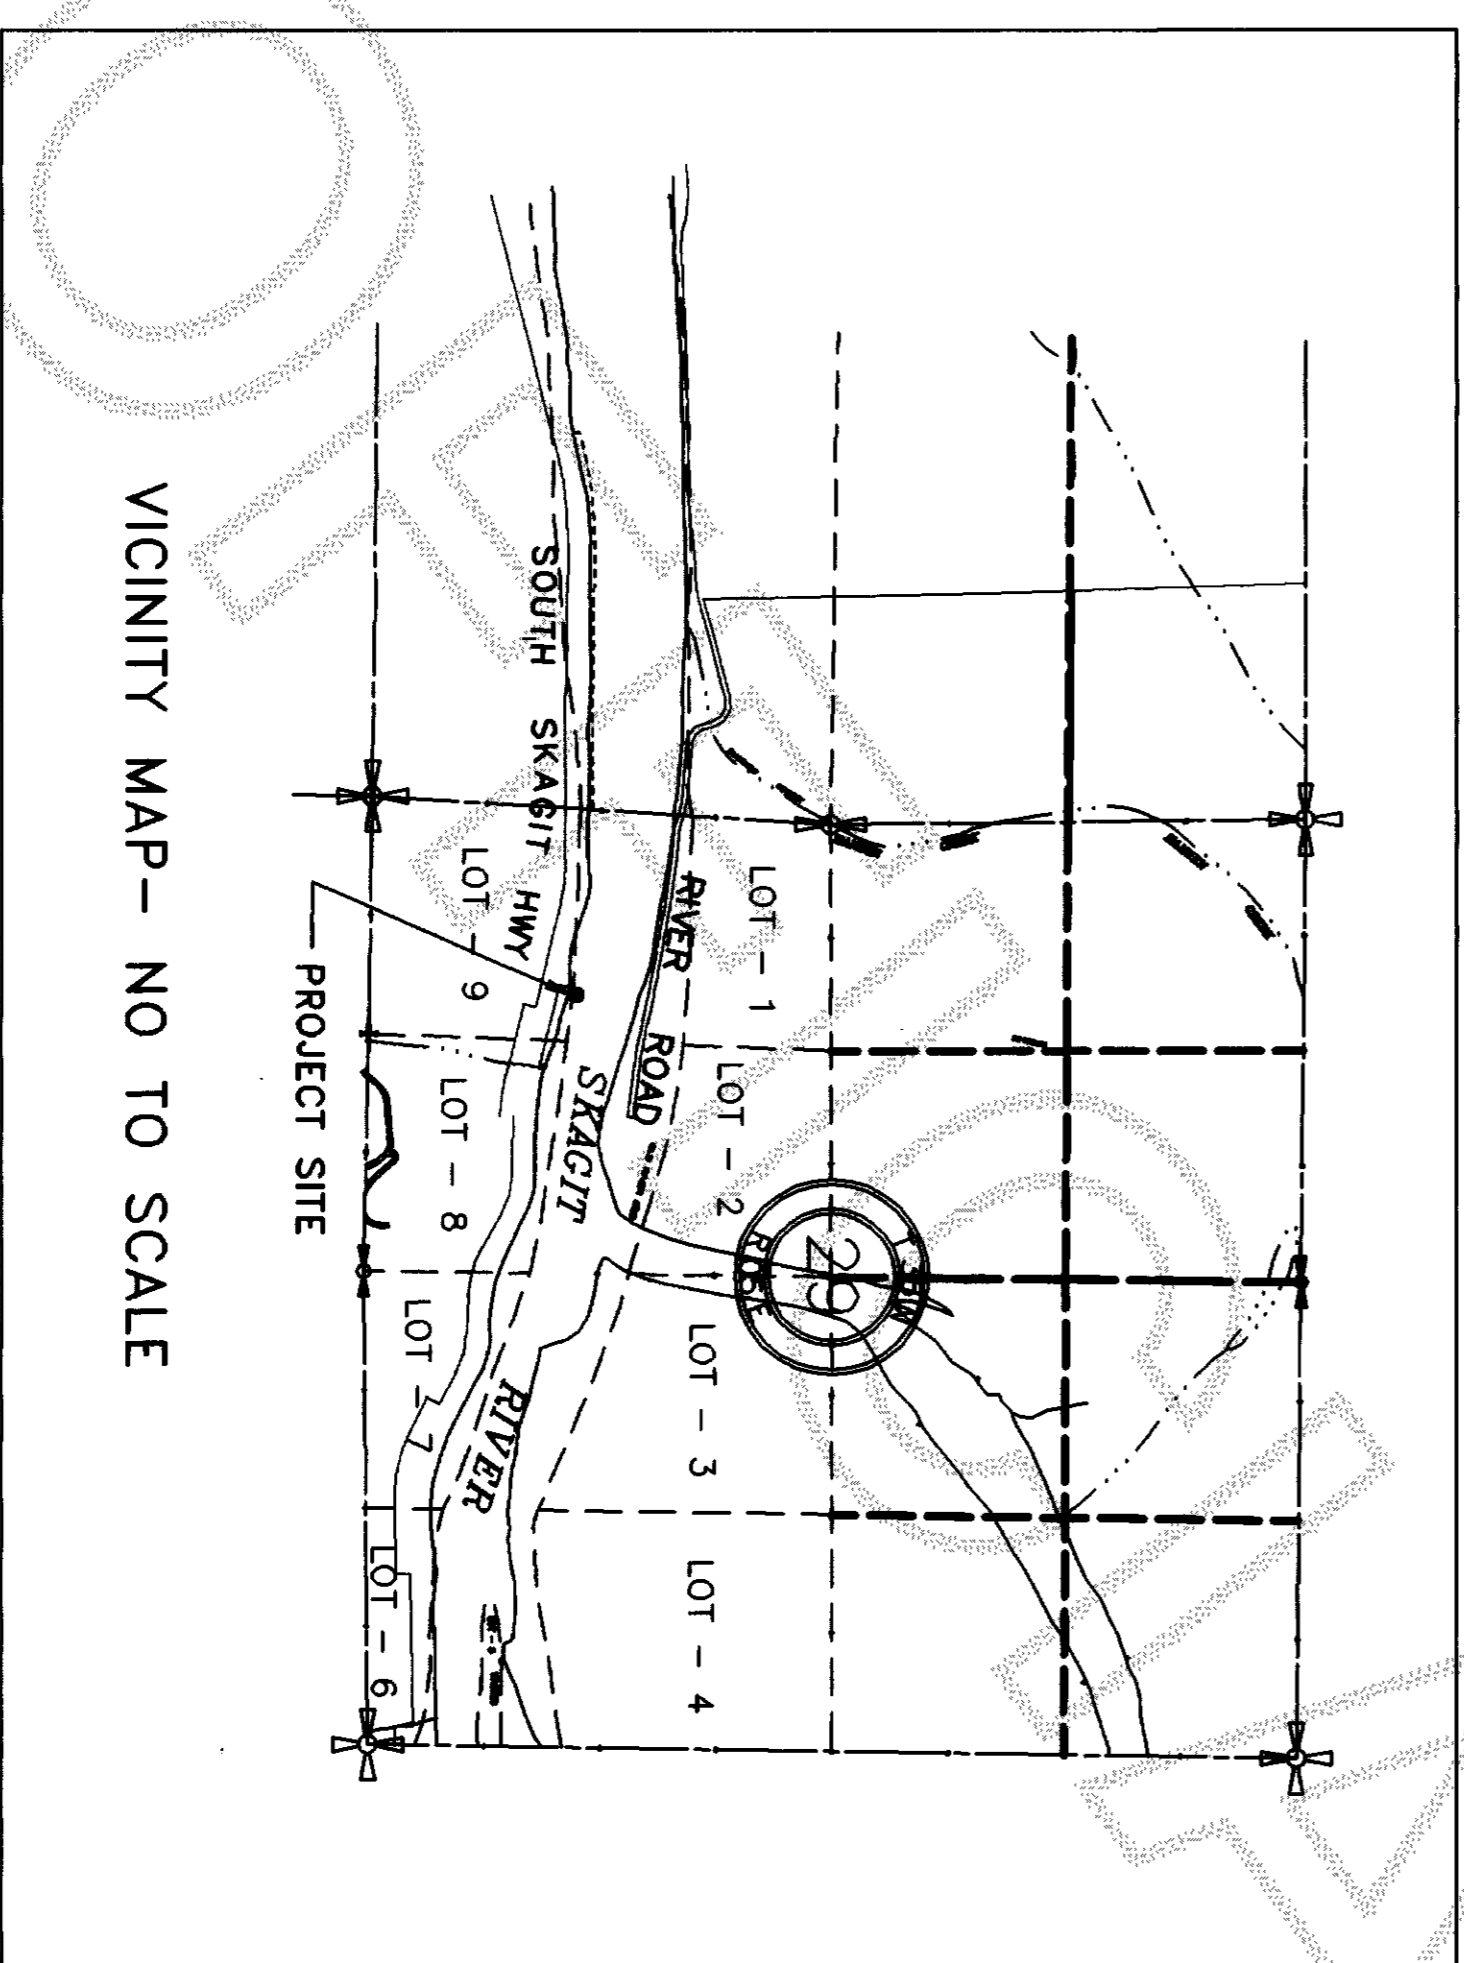 LOT - 1
LOT - 2
LOT - 3
LOT - 4
29
RIVER ROAD
SKAGIT RIVER
SOUTH SKAGIT HWY
LOT - 9
LOT - 8
LOT - 7
LOT - 6
PROJECT SITE
VICINITY MAP- NO TO SCALE